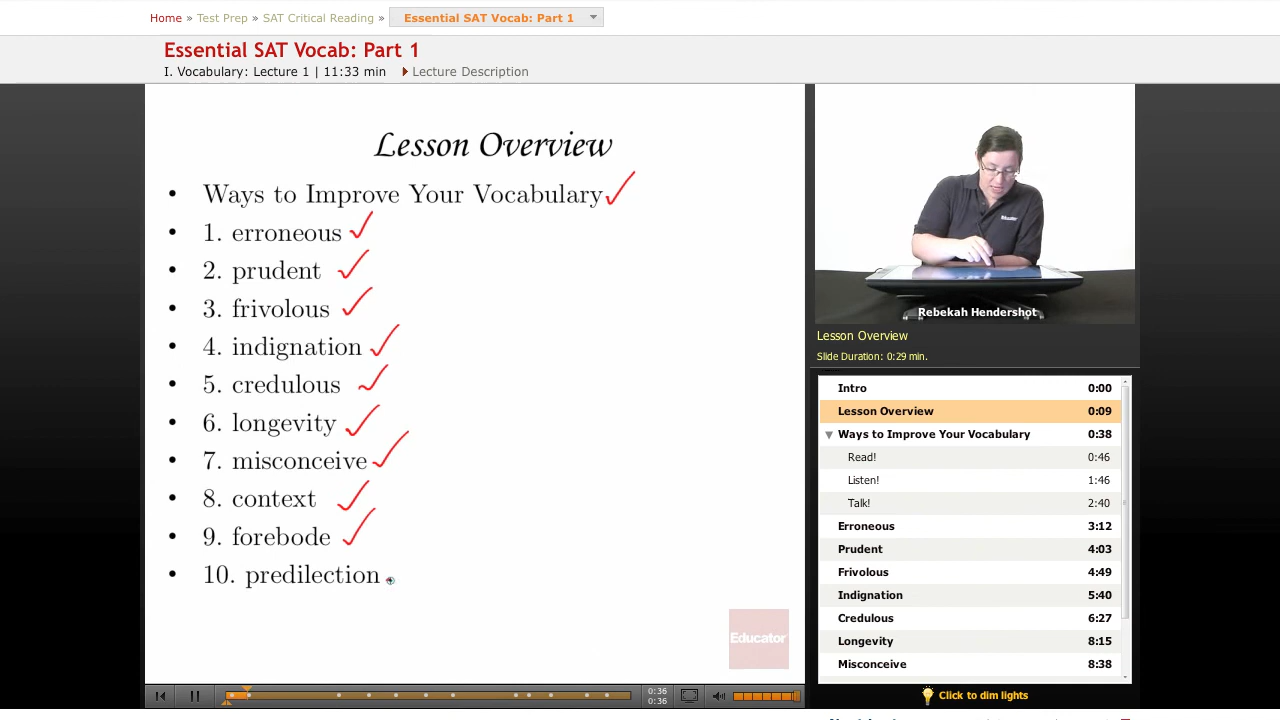 Home » Test Prep » SAT Critical Reading » Essential SAT Vocab: Part 1
Essential SAT Vocab: Part 1
I. Vocabulary: Lecture 1 | 11:33 min Lecture Description
Lesson Overview
• Ways to Improve Your Vocabulary
• 1. erroneous
• 2. prudent
• 3. frivolous
• 4. indignation
• 5. credulous
• 6. longevity
• 7. misconceive
• 8. context
• 9. forebode
• 10. predilection
Educator
0:36
0:36
Educator
Rebekah Hendershot
Lesson Overview
Slide Duration: 0:29 min.
Intro 0:00
Lesson Overview 0:09
Ways to Improve Your Vocabulary 0:38
Read! 0:46
Listen! 1:46
Talk! 2:40
Erroneous 3:12
Prudent 4:03
Frivolous 4:49
Indignation 5:40
Credulous 6:27
Longevity 8:15
Misconceive 8:38
Click to dim lights